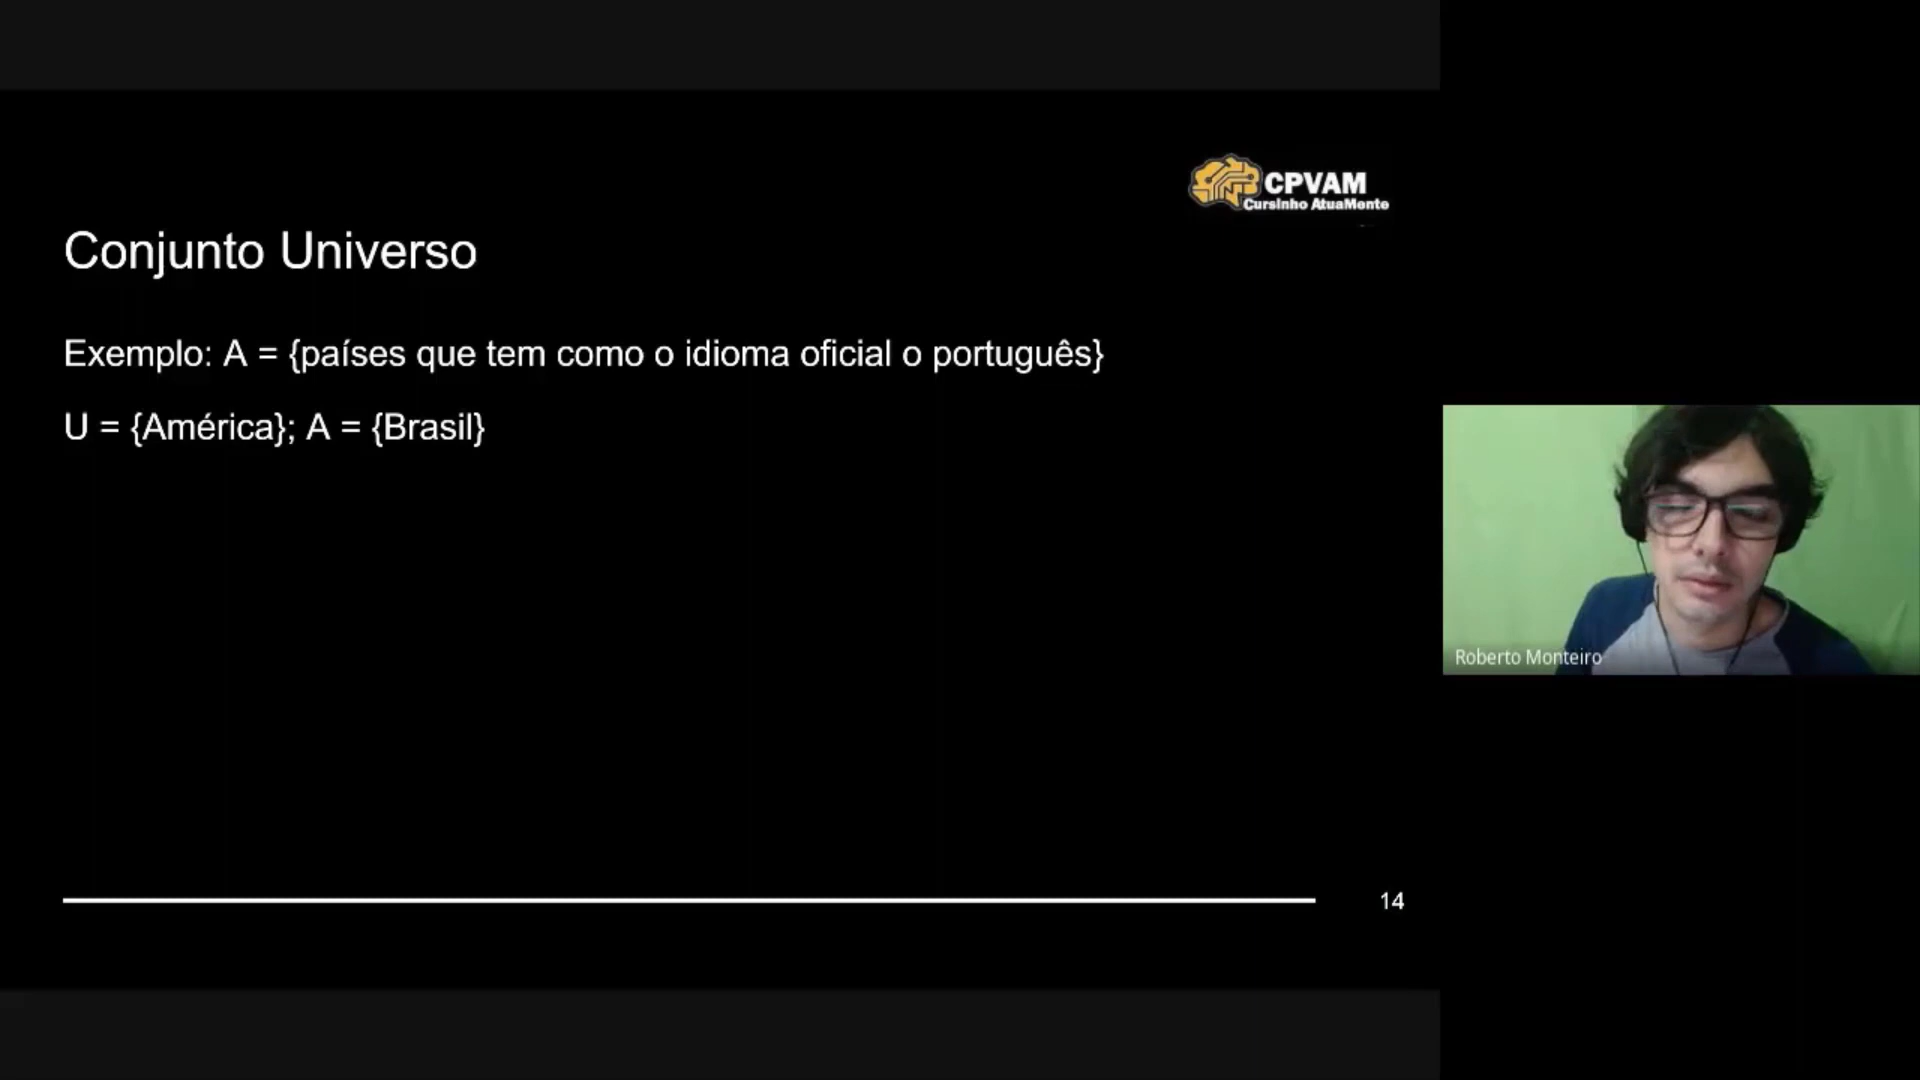 CPVAM
Cursinho AtuaMente
Conjunto Universo
Exemplo: A = {países que tem como o idioma oficial o português}
U = {América}; A = {Brasil}
Roberto Monteiro
14